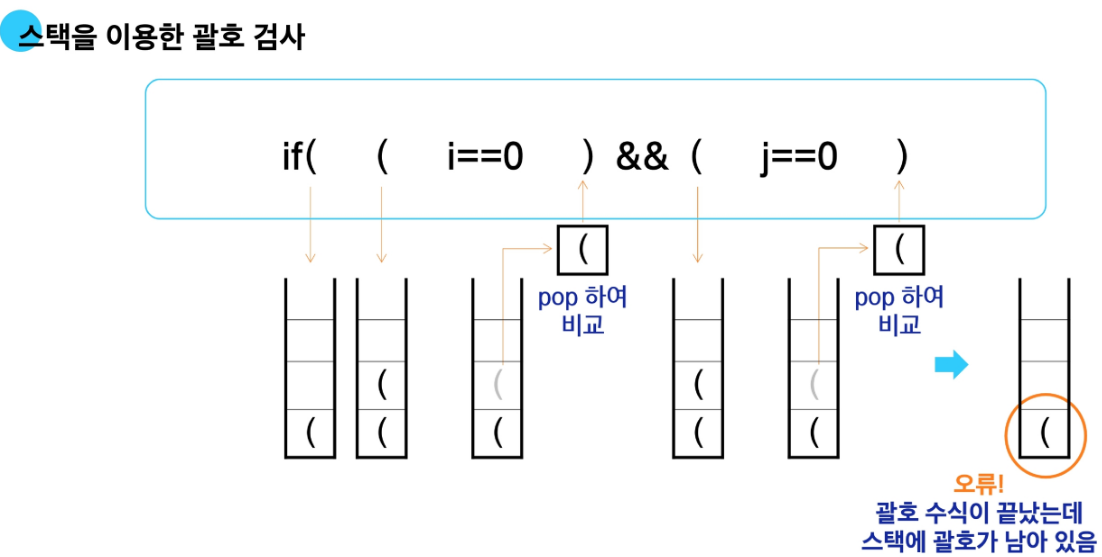 스택을 이용한 괄호 검사
if( ( i==0 ) && ( j==0 )
( (
pop 하여 pop 하여
비교 비교
( ( ( (
( ( ( ( ( (
오류!
괄호 수식이 끝났는데
스택에 괄호가 남아 있음